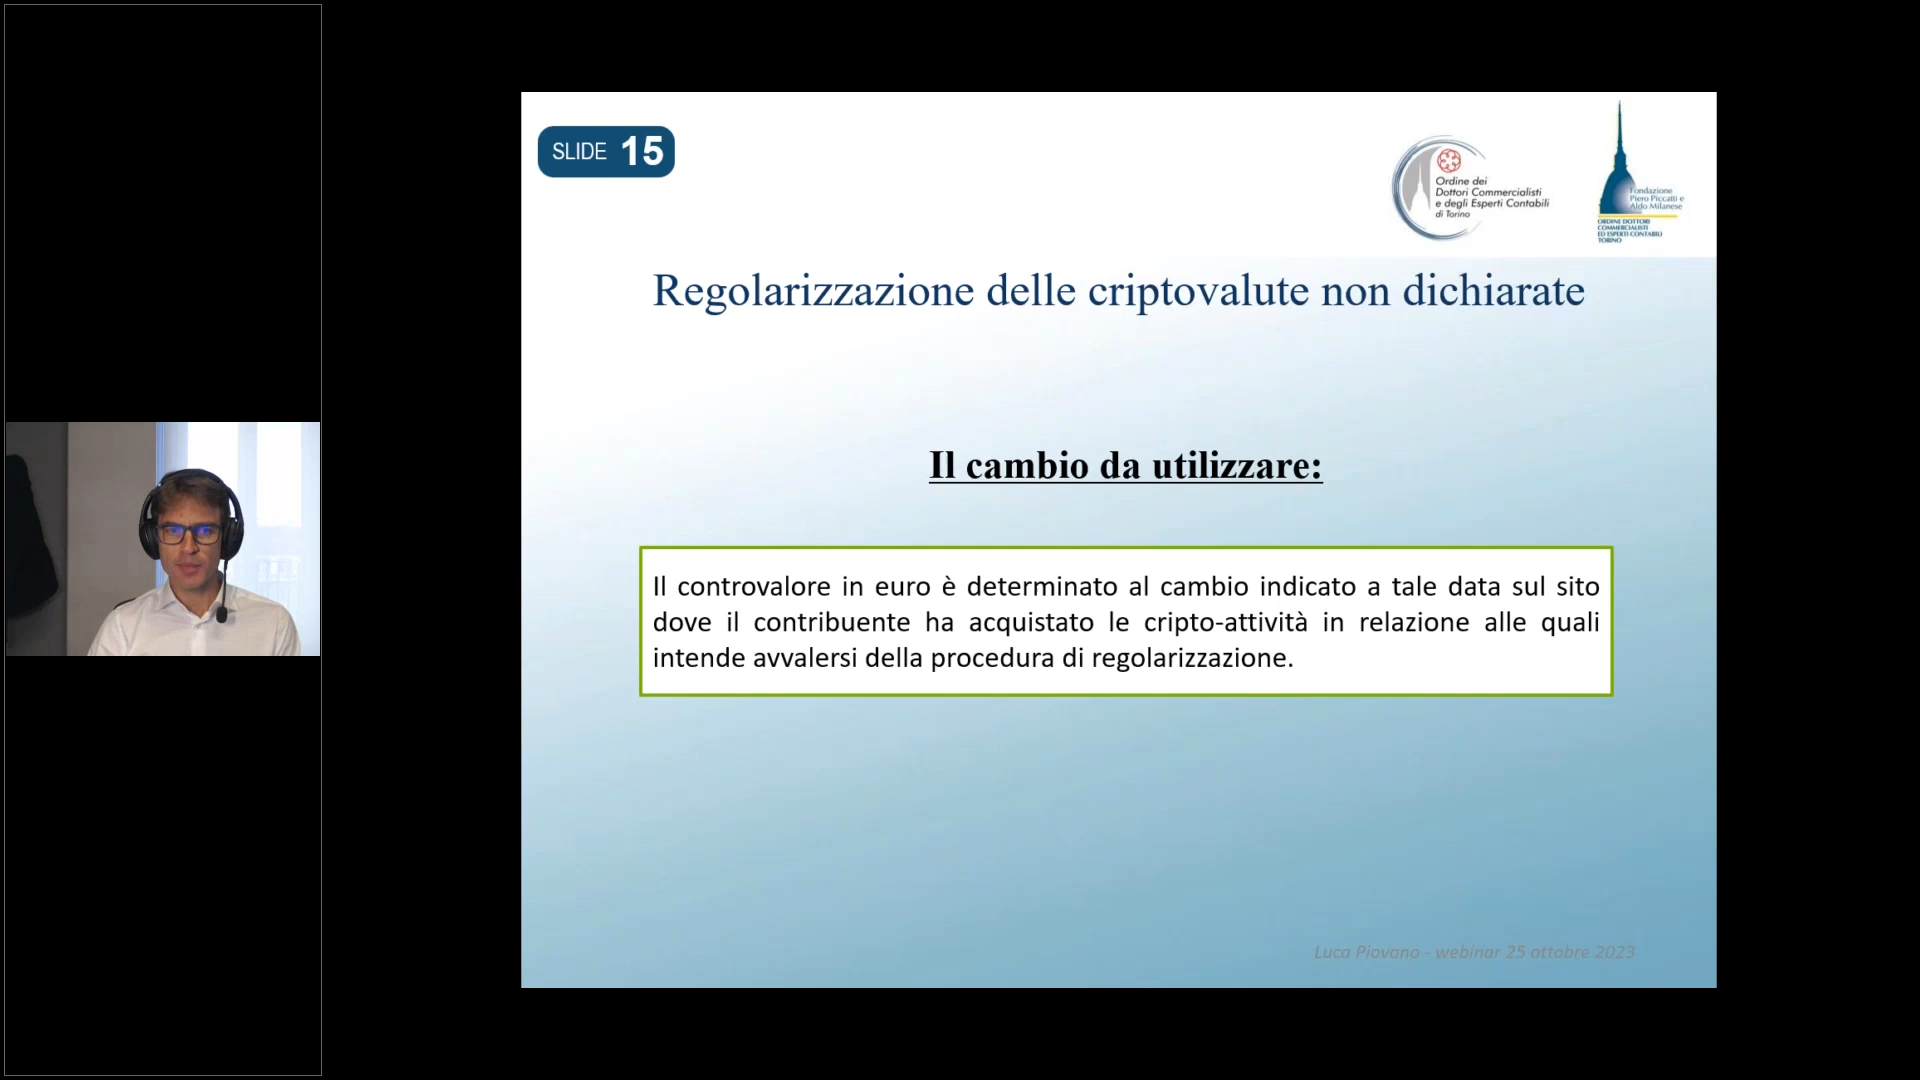 SLIDE 15
Ordine dei
Dottori Commercialisti
e degli Esperti Contabili
di Torino
Fondazione
Piero Piccatti e
Aldo Milanese
ORDINE DOTTORI
COMMERCIALISTI
ED ESPERTI CONTABILI
TORINO
Regolarizzazione delle criptovalute non dichiarate
Il cambio da utilizzare:
Il controvalore in euro è determinato al cambio indicato a tale data sul sito
dove il contribuente ha acquistato le cripto-attività in relazione alle quali
intende avvalersi della procedura di regolarizzazione.
Luca Piovano - webinar 25 ottobre 2023